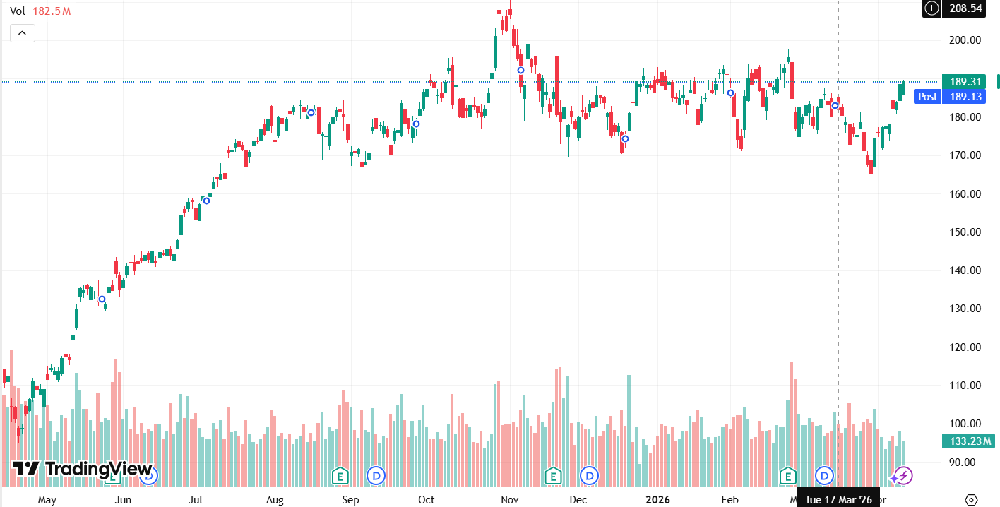 Vol 182.5 M
208.54
200.00
189.31
Post 189.13
180.00
170.00
160.00
150.00
140.00
130.00
120.00
110.00
100.00
133.23 M
90.00
TradingView
E D E D E D E D
May Jun Jul Aug Sep Oct Nov Dec 2026 Feb M Tue 17 Mar '26 pr